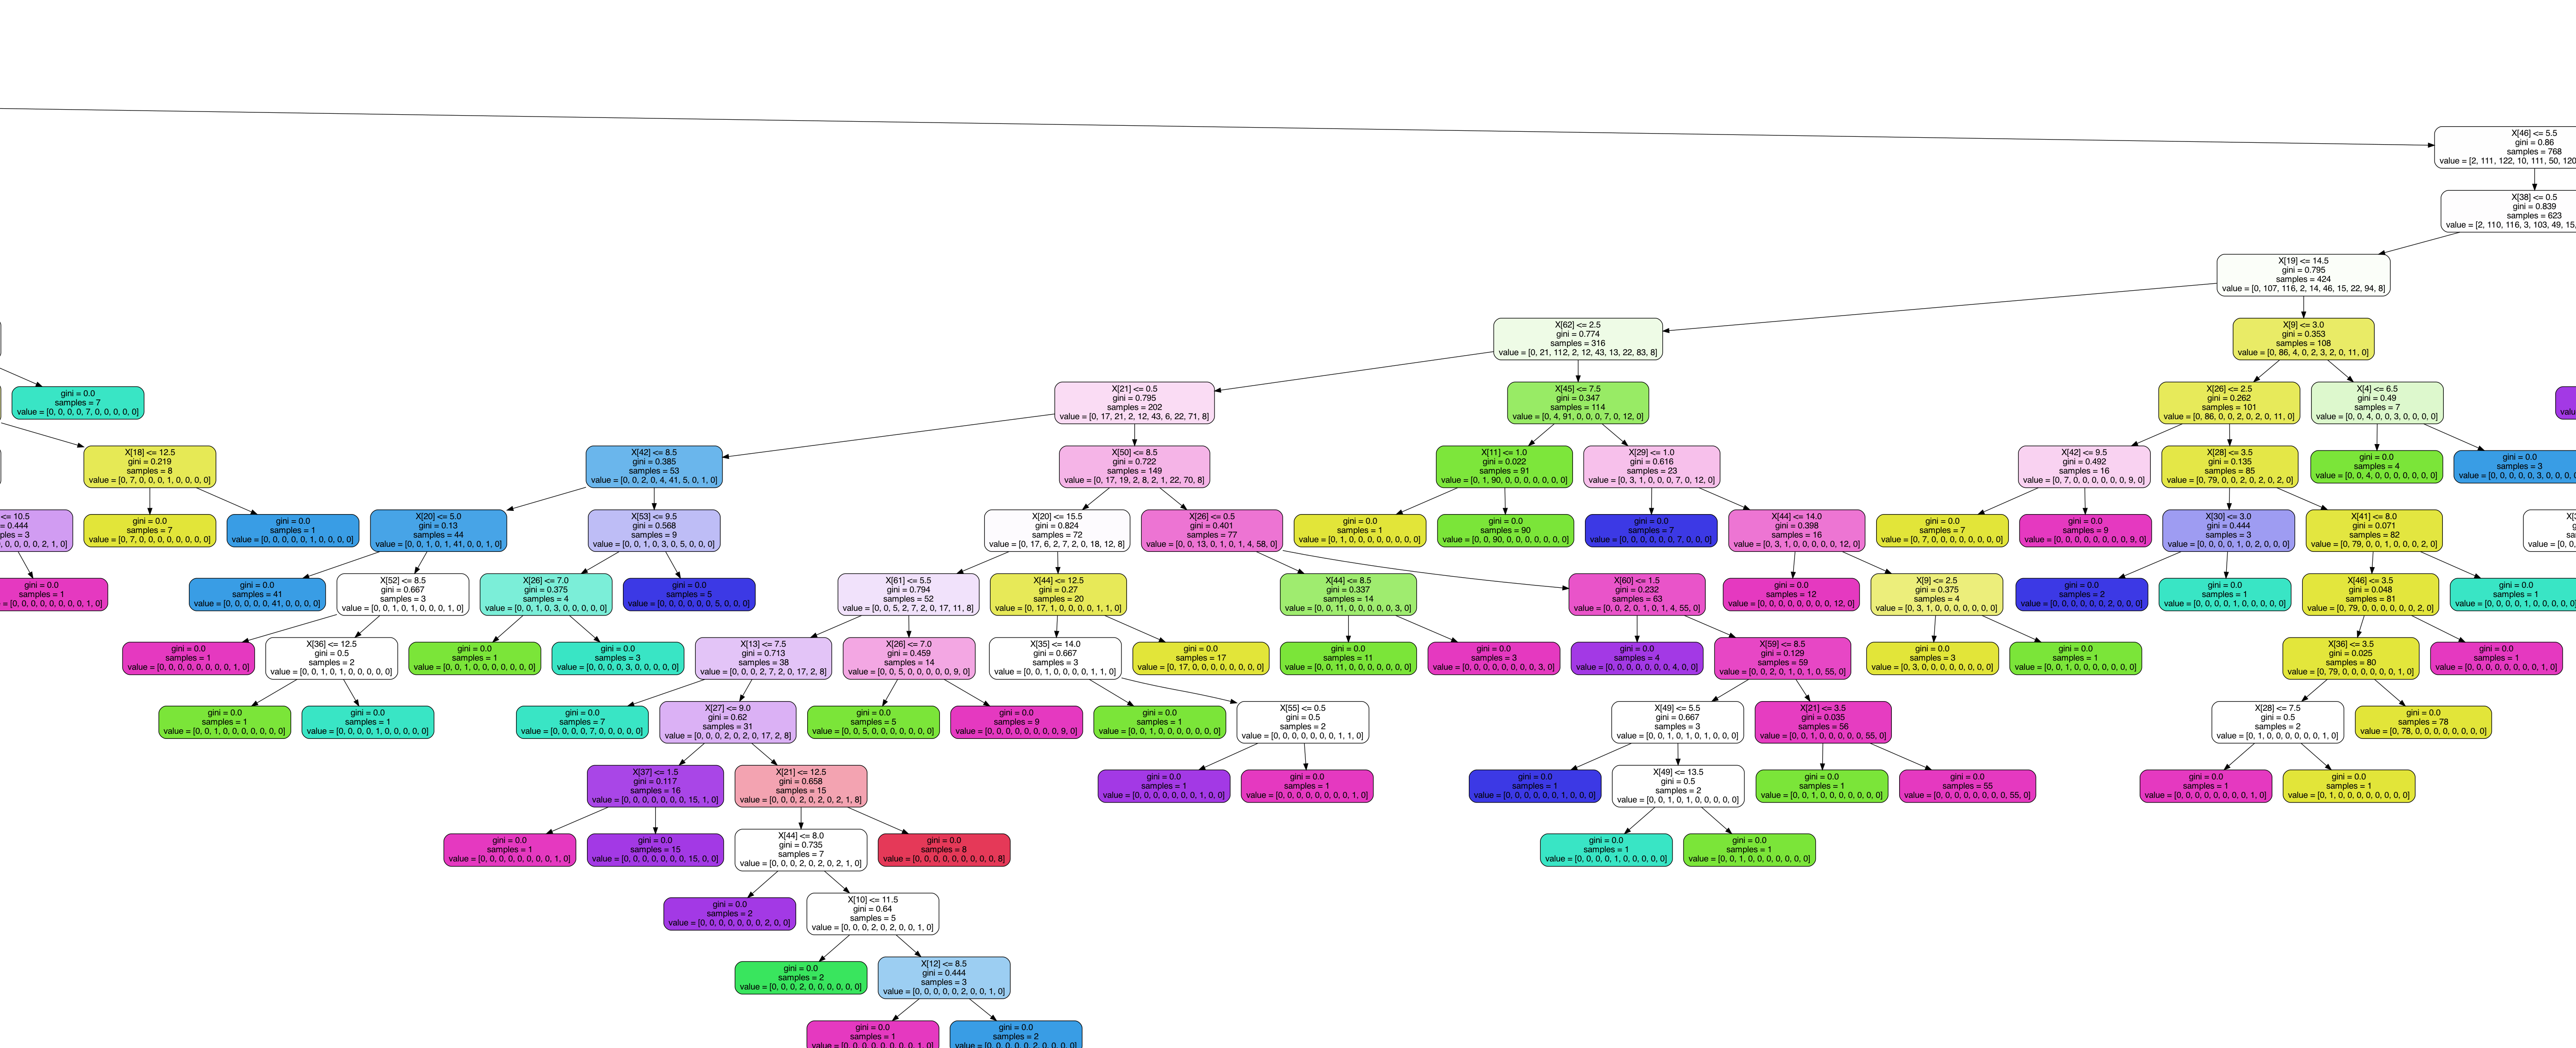 X[46] <= 5.5
gini = 0.86
samples = 768
value = [2, 111, 122, 10, 111, 50, 120
X[38] <= 0.5
gini = 0.839
samples = 623
value = [2, 110, 116, 3, 103, 49, 15,
X[19] <= 14.5
gini = 0.795
samples = 424
value = [0, 107, 116, 2, 14, 46, 15, 22, 94, 8]
X[62] <= 2.5
gini = 0.774
samples = 316
value = [0, 21, 112, 2, 12, 43, 13, 22, 83, 8]
X[9] <= 3.0
gini = 0.353
samples = 108
value = [0, 86, 4, 0, 2, 3, 2, 0, 11, 0]
gini = 0.0
samples = 7
value = [0, 0, 0, 0, 7, 0, 0, 0, 0, 0]
X[21] <= 0.5
gini = 0.795
samples = 202
value = [0, 17, 21, 2, 12, 43, 6, 22, 71, 8]
X[45] <= 7.5
gini = 0.347
samples = 114
value = [0, 4, 91, 0, 0, 0, 7, 0, 12, 0]
X[26] <= 2.5
gini = 0.262
samples = 101
value = [0, 86, 0, 0, 2, 0, 2, 0, 11, 0]
X[4] <= 6.5
gini = 0.49
samples = 7
value = [0, 0, 4, 0, 0, 3, 0, 0, 0, 0]
valu
X[18] <= 12.5
gini = 0.219
samples = 8
value = [0, 7, 0, 0, 0, 1, 0, 0, 0, 0]
X[42] <= 8.5
gini = 0.385
samples = 53
value = [0, 0, 2, 0, 4, 41, 5, 0, 1, 0]
X[50] <= 8.5
gini = 0.722
samples = 149
value = [0, 17, 19, 2, 8, 2, 1, 22, 70, 8]
X[11] <= 1.0
gini = 0.022
samples = 91
value = [0, 1, 90, 0, 0, 0, 0, 0, 0, 0]
X[29] <= 1.0
gini = 0.616
samples = 23
value = [0, 3, 1, 0, 0, 0, 7, 0, 12, 0]
X[42] <= 9.5
gini = 0.492
samples = 16
value = [0, 7, 0, 0, 0, 0, 0, 0, 9, 0]
X[28] <= 3.5
gini = 0.135
samples = 85
value = [0, 79, 0, 0, 2, 0, 2, 0, 2, 0]
gini = 0.0
samples = 4
value = [0, 0, 4, 0, 0, 0, 0, 0, 0, 0]
gini = 0.0
samples = 3
value = [0, 0, 0, 0, 0, 3, 0, 0, 0, 0
<= 10.5
= 0.444
ples = 3
0, 0, 0, 0, 2, 1, 0]
gini = 0.0
samples = 7
value = [0, 7, 0, 0, 0, 0, 0, 0, 0, 0]
gini = 0.0
samples = 1
value = [0, 0, 0, 0, 0, 1, 0, 0, 0, 0]
X[20] <= 5.0
gini = 0.13
samples = 44
value = [0, 0, 1, 0, 1, 41, 0, 0, 1, 0]
X[53] <= 9.5
gini = 0.568
samples = 9
value = [0, 0, 1, 0, 3, 0, 5, 0, 0, 0]
X[20] <= 15.5
gini = 0.824
samples = 72
value = [0, 17, 6, 2, 7, 2, 0, 18, 12, 8]
X[26] <= 0.5
gini = 0.401
samples = 77
value = [0, 0, 13, 0, 1, 0, 1, 4, 58, 0]
gini = 0.0
samples = 1
value = [0, 1, 0, 0, 0, 0, 0, 0, 0, 0]
gini = 0.0
samples = 90
value = [0, 0, 90, 0, 0, 0, 0, 0, 0, 0]
gini = 0.0
samples = 7
value = [0, 0, 0, 0, 0, 0, 7, 0, 0, 0]
X[44] <= 14.0
gini = 0.398
samples = 16
value = [0, 3, 1, 0, 0, 0, 0, 0, 12, 0]
gini = 0.0
samples = 7
value = [0, 7, 0, 0, 0, 0, 0, 0, 0, 0]
gini = 0.0
samples = 9
value = [0, 0, 0, 0, 0, 0, 0, 0, 9, 0]
X[30] <= 3.0
gini = 0.444
samples = 3
value = [0, 0, 0, 0, 1, 0, 2, 0, 0, 0]
X[41] <= 8.0
gini = 0.071
samples = 82
value = [0, 79, 0, 0, 1, 0, 0, 0, 2, 0]
X[3
g
sa
value = [0, 0,
gini = 0.0
samples = 1
= [0, 0, 0, 0, 0, 0, 0, 0, 1, 0]
gini = 0.0
samples = 41
value = [0, 0, 0, 0, 0, 41, 0, 0, 0, 0]
X[52] <= 8.5
gini = 0.667
samples = 3
value = [0, 0, 1, 0, 1, 0, 0, 0, 1, 0]
X[26] <= 7.0
gini = 0.375
samples = 4
value = [0, 0, 1, 0, 3, 0, 0, 0, 0, 0]
gini = 0.0
samples = 5
value = [0, 0, 0, 0, 0, 0, 5, 0, 0, 0]
X[61] <= 5.5
gini = 0.794
samples = 52
value = [0, 0, 5, 2, 7, 2, 0, 17, 11, 8]
X[44] <= 12.5
gini = 0.27
samples = 20
value = [0, 17, 1, 0, 0, 0, 0, 1, 1, 0]
X[44] <= 8.5
gini = 0.337
samples = 14
value = [0, 0, 11, 0, 0, 0, 0, 0, 3, 0]
X[60] <= 1.5
gini = 0.232
samples = 63
value = [0, 0, 2, 0, 1, 0, 1, 4, 55, 0]
gini = 0.0
samples = 12
value = [0, 0, 0, 0, 0, 0, 0, 0, 12, 0]
X[9] <= 2.5
gini = 0.375
samples = 4
value = [0, 3, 1, 0, 0, 0, 0, 0, 0, 0]
gini = 0.0
samples = 2
value = [0, 0, 0, 0, 0, 0, 2, 0, 0, 0]
gini = 0.0
samples = 1
value = [0, 0, 0, 0, 1, 0, 0, 0, 0, 0]
X[46] <= 3.5
gini = 0.048
samples = 81
value = [0, 79, 0, 0, 0, 0, 0, 0, 2, 0]
gini = 0.0
samples = 1
value = [0, 0, 0, 0, 1, 0, 0, 0, 0, 0]
gini = 0.0
samples = 1
value = [0, 0, 0, 0, 0, 0, 0, 0, 1, 0]
X[36] <= 12.5
gini = 0.5
samples = 2
value = [0, 0, 1, 0, 1, 0, 0, 0, 0, 0]
gini = 0.0
samples = 1
value = [0, 0, 1, 0, 0, 0, 0, 0, 0, 0]
gini = 0.0
samples = 3
value = [0, 0, 0, 0, 3, 0, 0, 0, 0, 0]
X[13] <= 7.5
gini = 0.713
samples = 38
value = [0, 0, 0, 2, 7, 2, 0, 17, 2, 8]
X[26] <= 7.0
gini = 0.459
samples = 14
value = [0, 0, 5, 0, 0, 0, 0, 0, 9, 0]
X[35] <= 14.0
gini = 0.667
samples = 3
value = [0, 0, 1, 0, 0, 0, 0, 1, 1, 0]
gini = 0.0
samples = 17
value = [0, 17, 0, 0, 0, 0, 0, 0, 0, 0]
gini = 0.0
samples = 11
value = [0, 0, 11, 0, 0, 0, 0, 0, 0, 0]
gini = 0.0
samples = 3
value = [0, 0, 0, 0, 0, 0, 0, 0, 3, 0]
gini = 0.0
samples = 4
value = [0, 0, 0, 0, 0, 0, 0, 4, 0, 0]
X[59] <= 8.5
gini = 0.129
samples = 59
value = [0, 0, 2, 0, 1, 0, 1, 0, 55, 0]
gini = 0.0
samples = 3
value = [0, 3, 0, 0, 0, 0, 0, 0, 0, 0]
gini = 0.0
samples = 1
value = [0, 0, 1, 0, 0, 0, 0, 0, 0, 0]
X[36] <= 3.5
gini = 0.025
samples = 80
value = [0, 79, 0, 0, 0, 0, 0, 0, 1, 0]
gini = 0.0
samples = 1
value = [0, 0, 0, 0, 0, 0, 0, 0, 1, 0]
gini = 0.0
samples = 1
value = [0, 0, 1, 0, 0, 0, 0, 0, 0, 0]
gini = 0.0
samples = 1
value = [0, 0, 0, 0, 1, 0, 0, 0, 0, 0]
gini = 0.0
samples = 7
value = [0, 0, 0, 0, 7, 0, 0, 0, 0, 0]
X[27] <= 9.0
gini = 0.62
samples = 31
value = [0, 0, 0, 2, 0, 2, 0, 17, 2, 8]
gini = 0.0
samples = 5
value = [0, 0, 5, 0, 0, 0, 0, 0, 0, 0]
gini = 0.0
samples = 9
value = [0, 0, 0, 0, 0, 0, 0, 0, 9, 0]
gini = 0.0
samples = 1
value = [0, 0, 1, 0, 0, 0, 0, 0, 0, 0]
X[55] <= 0.5
gini = 0.5
samples = 2
value = [0, 0, 0, 0, 0, 0, 0, 1, 1, 0]
X[49] <= 5.5
gini = 0.667
samples = 3
value = [0, 0, 1, 0, 1, 0, 1, 0, 0, 0]
X[21] <= 3.5
gini = 0.035
samples = 56
value = [0, 0, 1, 0, 0, 0, 0, 0, 55, 0]
X[28] <= 7.5
gini = 0.5
samples = 2
value = [0, 1, 0, 0, 0, 0, 0, 0, 1, 0]
gini = 0.0
samples = 78
value = [0, 78, 0, 0, 0, 0, 0, 0, 0, 0]
X[37] <= 1.5
gini = 0.117
samples = 16
value = [0, 0, 0, 0, 0, 0, 0, 15, 1, 0]
X[21] <= 12.5
gini = 0.658
samples = 15
value = [0, 0, 0, 2, 0, 2, 0, 2, 1, 8]
gini = 0.0
samples = 1
value = [0, 0, 0, 0, 0, 0, 0, 1, 0, 0]
gini = 0.0
samples = 1
value = [0, 0, 0, 0, 0, 0, 0, 0, 1, 0]
gini = 0.0
samples = 1
value = [0, 0, 0, 0, 0, 0, 1, 0, 0, 0]
X[49] <= 13.5
gini = 0.5
samples = 2
value = [0, 0, 1, 0, 1, 0, 0, 0, 0, 0]
gini = 0.0
samples = 1
value = [0, 0, 1, 0, 0, 0, 0, 0, 0, 0]
gini = 0.0
samples = 55
value = [0, 0, 0, 0, 0, 0, 0, 0, 55, 0]
gini = 0.0
samples = 1
value = [0, 0, 0, 0, 0, 0, 0, 0, 1, 0]
gini = 0.0
samples = 1
value = [0, 1, 0, 0, 0, 0, 0, 0, 0, 0]
gini = 0.0
samples = 1
value = [0, 0, 0, 0, 0, 0, 0, 0, 1, 0]
gini = 0.0
samples = 15
value = [0, 0, 0, 0, 0, 0, 0, 15, 0, 0]
X[44] <= 8.0
gini = 0.735
samples = 7
value = [0, 0, 0, 2, 0, 2, 0, 2, 1, 0]
gini = 0.0
samples = 8
value = [0, 0, 0, 0, 0, 0, 0, 0, 0, 8]
gini = 0.0
samples = 1
value = [0, 0, 0, 0, 1, 0, 0, 0, 0, 0]
gini = 0.0
samples = 1
value = [0, 0, 1, 0, 0, 0, 0, 0, 0, 0]
gini = 0.0
samples = 2
value = [0, 0, 0, 0, 0, 0, 0, 2, 0, 0]
X[10] <= 11.5
gini = 0.64
samples = 5
value = [0, 0, 0, 2, 0, 2, 0, 0, 1, 0]
gini = 0.0
samples = 2
value = [0, 0, 0, 2, 0, 0, 0, 0, 0, 0]
X[12] <= 8.5
gini = 0.444
samples = 3
value = [0, 0, 0, 0, 0, 2, 0, 0, 1, 0]
gini = 0.0
samples = 1
value = [0, 0, 0, 0, 0, 0, 0, 0, 1, 0]
gini = 0.0
samples = 2
value = [0, 0, 0, 0, 0, 2, 0, 0, 0, 0]